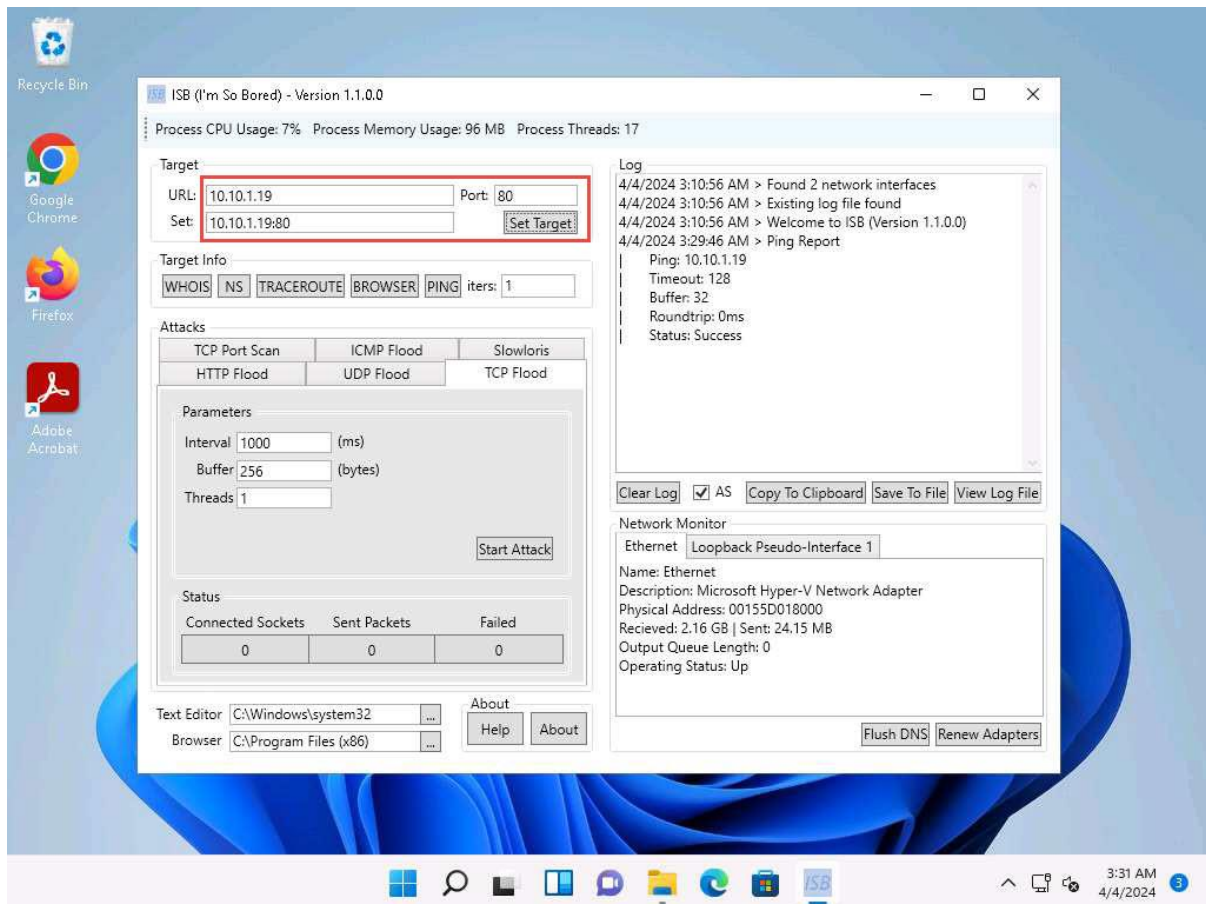 Recycle Bin
Google
Chrome
Firefox
Adobe
Acrobat
ISB ISB (I'm So Bored) - Version 1.1.0.0
Process CPU Usage: 7% Process Memory Usage: 96 MB Process Threads: 17
Target
URL: 10.10.1.19 Port: 80
Set: 10.10.1.19:80 Set Target
Target Info
WHOIS NS TRACEROUTE BROWSER PING iters: 1
Attacks
TCP Port Scan ICMP Flood Slowloris
HTTP Flood UDP Flood TCP Flood
Parameters
Interval 1000 (ms)
Buffer 256 (bytes)
Threads 1
Start Attack
Status
Connected Sockets Sent Packets Failed
0 0 0
Text Editor C:\Windows\system32 ...
Browser C:\Program Files (x86) ...
About
Help About
Log
4/4/2024 3:10:56 AM > Found 2 network interfaces
4/4/2024 3:10:56 AM > Existing log file found
4/4/2024 3:10:56 AM > Welcome to ISB (Version 1.1.0.0)
4/4/2024 3:29:46 AM > Ping Report
| Ping: 10.10.1.19
| Timeout: 128
| Buffer: 32
| Roundtrip: 0ms
| Status: Success
Clear Log AS Copy To Clipboard Save To File View Log File
Network Monitor
Ethernet Loopback Pseudo-Interface 1
Name: Ethernet
Description: Microsoft Hyper-V Network Adapter
Physical Address: 00155D018000
Recieved: 2.16 GB | Sent: 24.15 MB
Output Queue Length: 0
Operating Status: Up
Flush DNS Renew Adapters
ISB
3:31 AM
4/4/2024
3